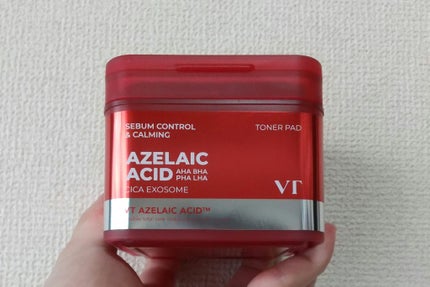 SEBUM CONTROL
& CALMING
TONER PAD
AZELAIC
ACID AHA BHA
PHA LHA
CICA EXOSOME
VT
VT AZELAIC ACID™